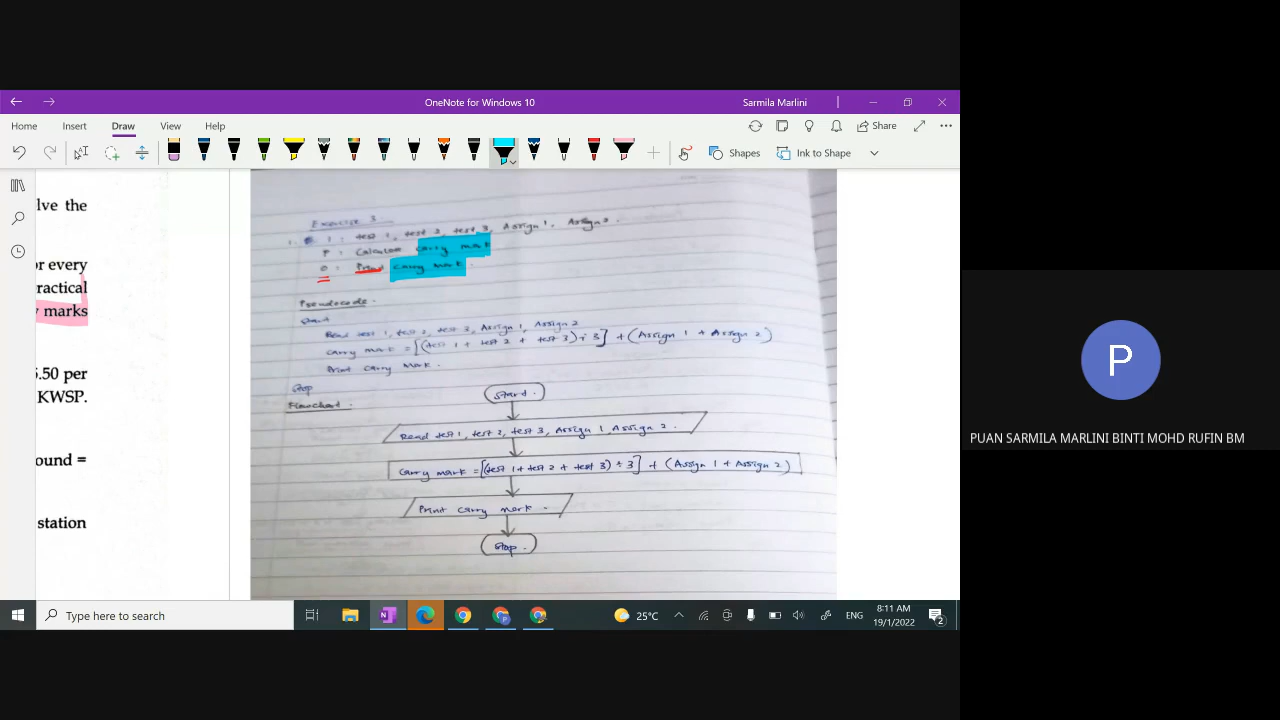 OneNote for Windows 10
Sarmila Marlini
Home Insert Draw View Help
Share
Shapes
Ink to Shape
lve the
or every
ractical
marks
5.50 per
KWSP.
ound =
station
Exercise 3
1. I : test 1, test 2, test 3, Assign 1, Assign 2.
P : Calculate carry mark
O : Print carry mark.
Pseudocode.
Start
Read test 1, test 2, test 3, Assign 1, Assign 2
Carry mark = [(test 1 + test 2 + test 3) ÷ 3] + (Assign 1 + Assign 2)
Print carry mark.
Stop
Flowchart.
Start.
Read test 1, test 2, test 3, Assign 1, Assign 2.
Carry mark = [(test 1 + test 2 + test 3) ÷ 3] + (Assign 1 + Assign 2)
Print carry mark.
Stop.
P
PUAN SARMILA MARLINI BINTI MOHD RUFIN BM
Type here to search
25°C
ENG
8:11 AM
19/1/2022
2